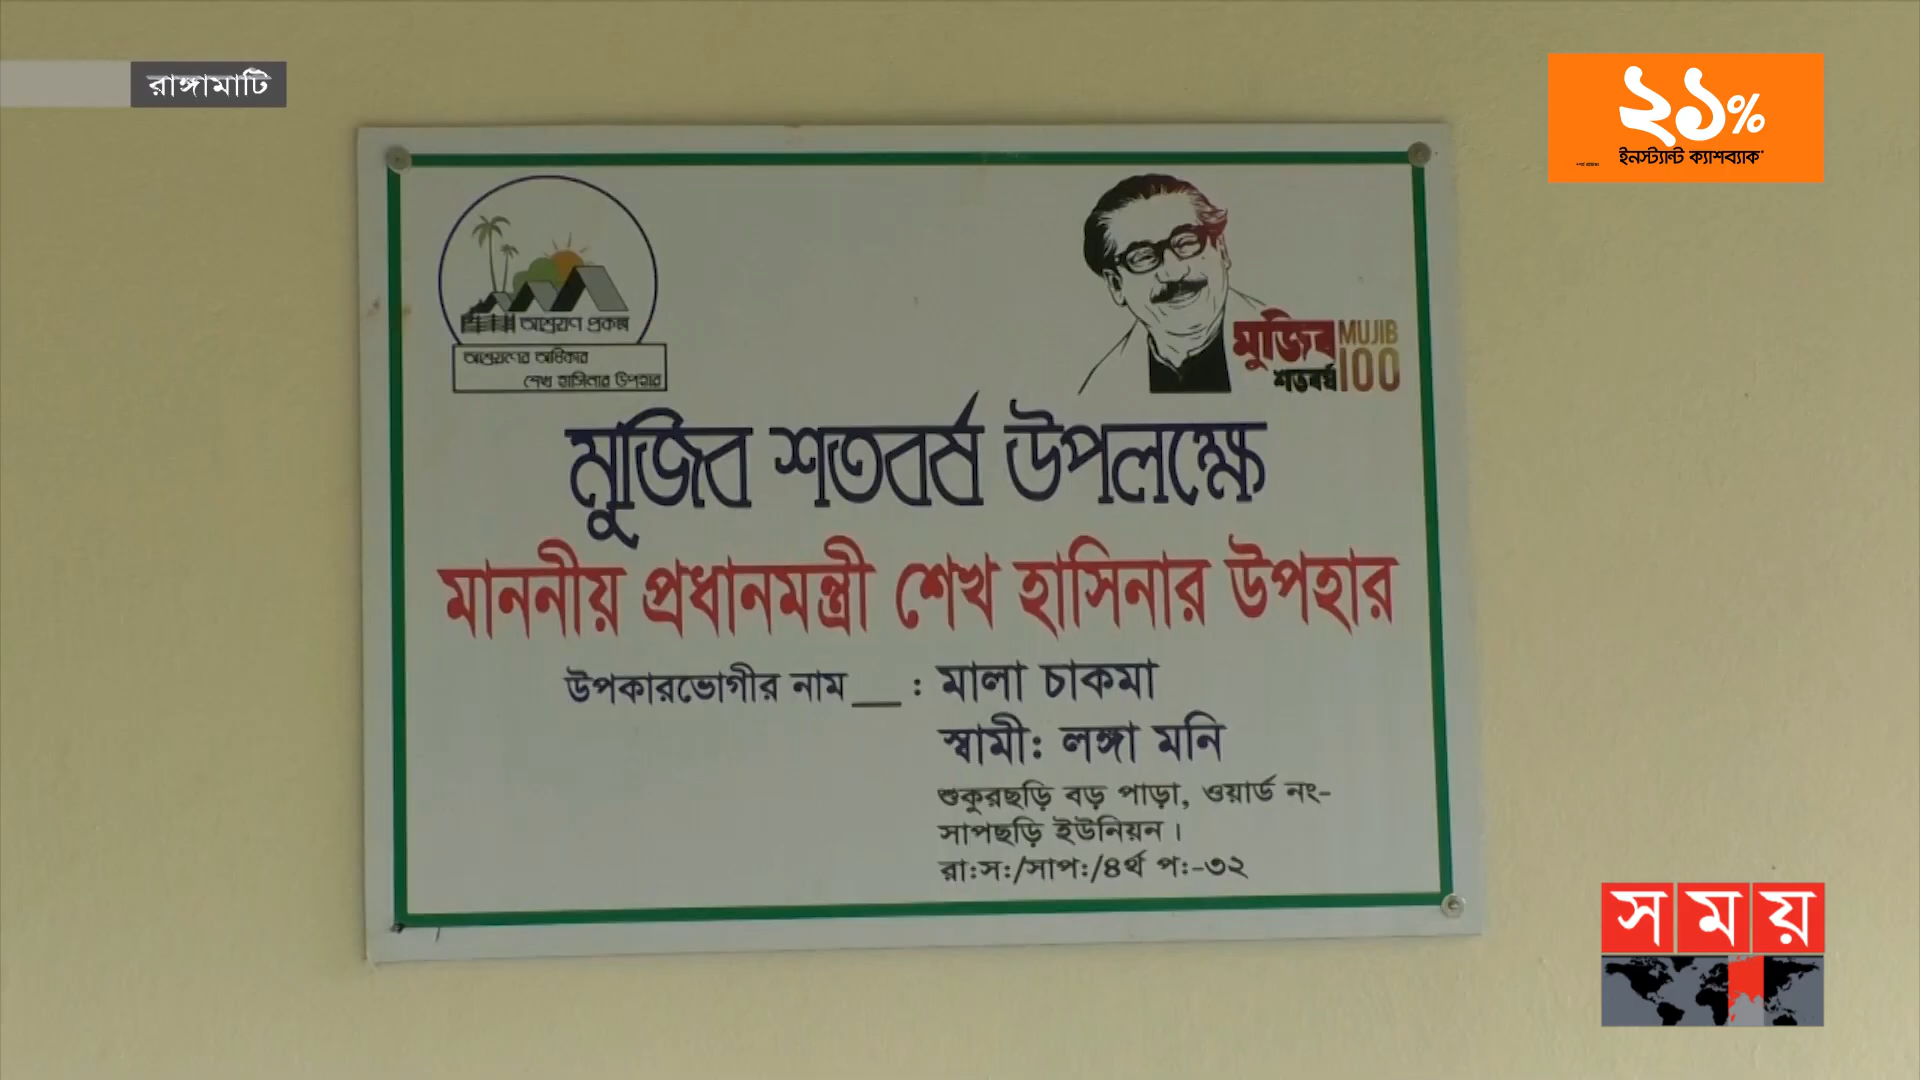 রাঙ্গামাটি
২১%
ইনস্ট্যান্ট ক্যাশব্যাক*
আশ্রয়ণ প্রকল্প
আশ্রয়ণের অধিকার
শেখ হাসিনার উপহার
মুজিব MUJIB
শতবর্ষ 100
মুজিব শতবর্ষ উপলক্ষে
মাননীয় প্রধানমন্ত্রী শেখ হাসিনার উপহার
উপকারভোগীর নাম __ : মালা চাকমা
স্বামী: লঙ্গা মনি
শুকুরছড়ি বড় পাড়া, ওয়ার্ড নং-
সাপছড়ি ইউনিয়ন।
রা:স:/সাপ:/৪র্থ প:-৩২
সময়